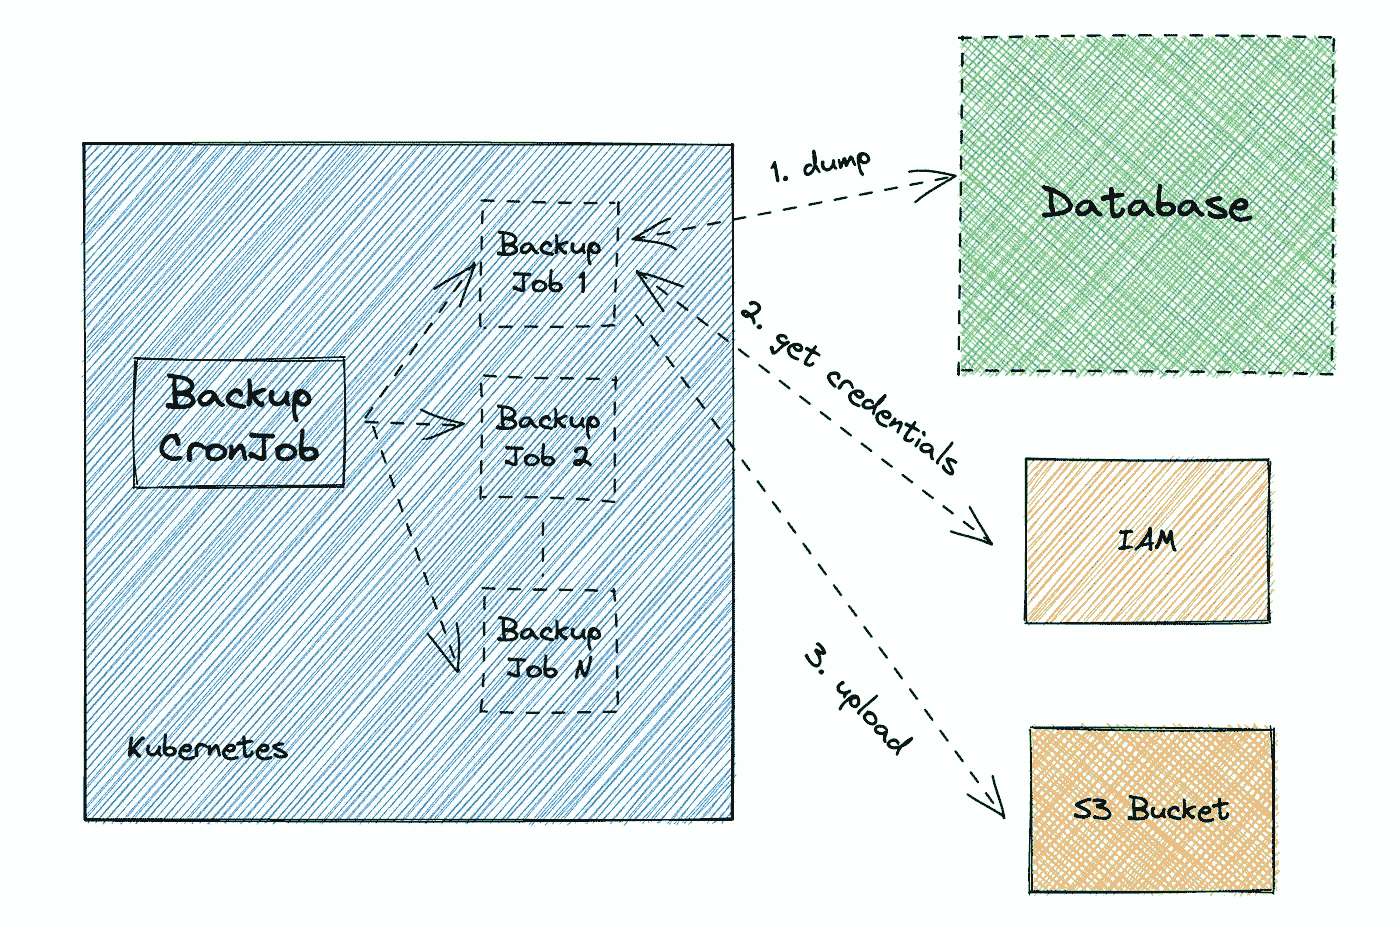 Backup
CronJob
Backup
Job 1
Backup
Job 2
Backup
Job N
Kubernetes
1. dump
2. get credentials
3. upload
Database
IAM
S3 Bucket